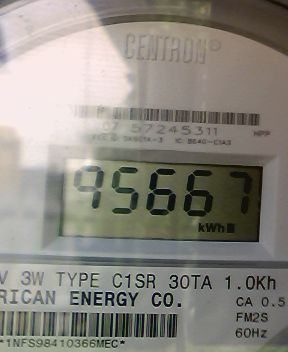 CENTRON®
07 57245311 HPP
95667
kWh
V 3W TYPE C1SR 30TA 1.0Kh
RICAN ENERGY CO.
CA 0.5
FM2S
60Hz
*1NFS98410366MEC*